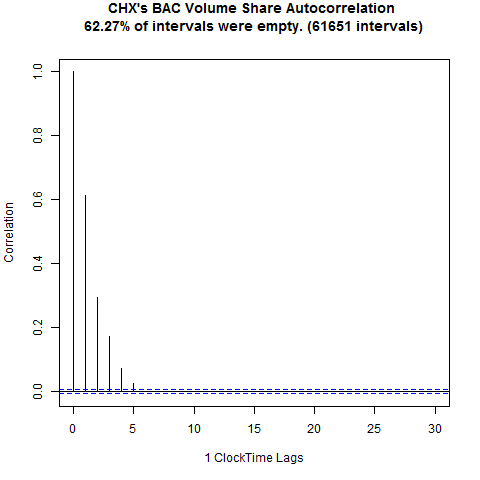 CHX's BAC Volume Share Autocorrelation
62.27% of intervals were empty. (61651 intervals)
1.0
0.8
0.6
0.4
0.2
0.0
Correlation
0 5 10 15 20 25 30
1 ClockTime Lags